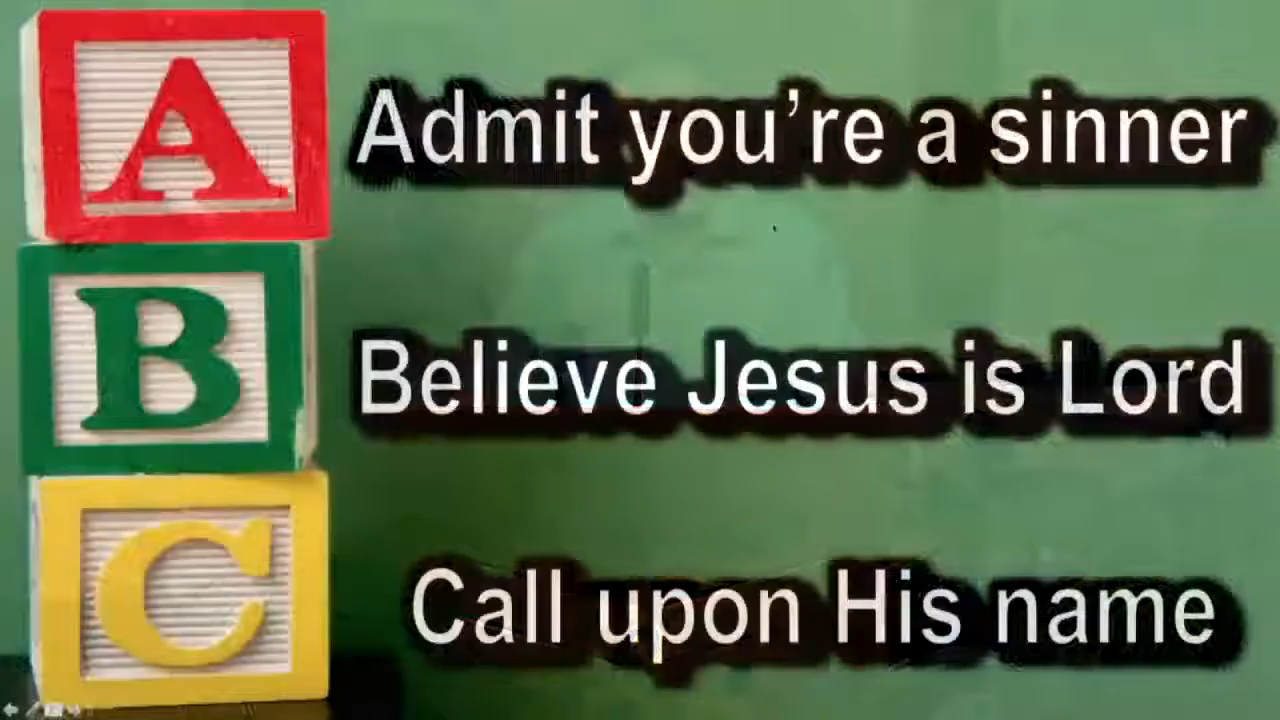 A
Admit you're a sinner
B
Believe Jesus is Lord
C
Call upon His name